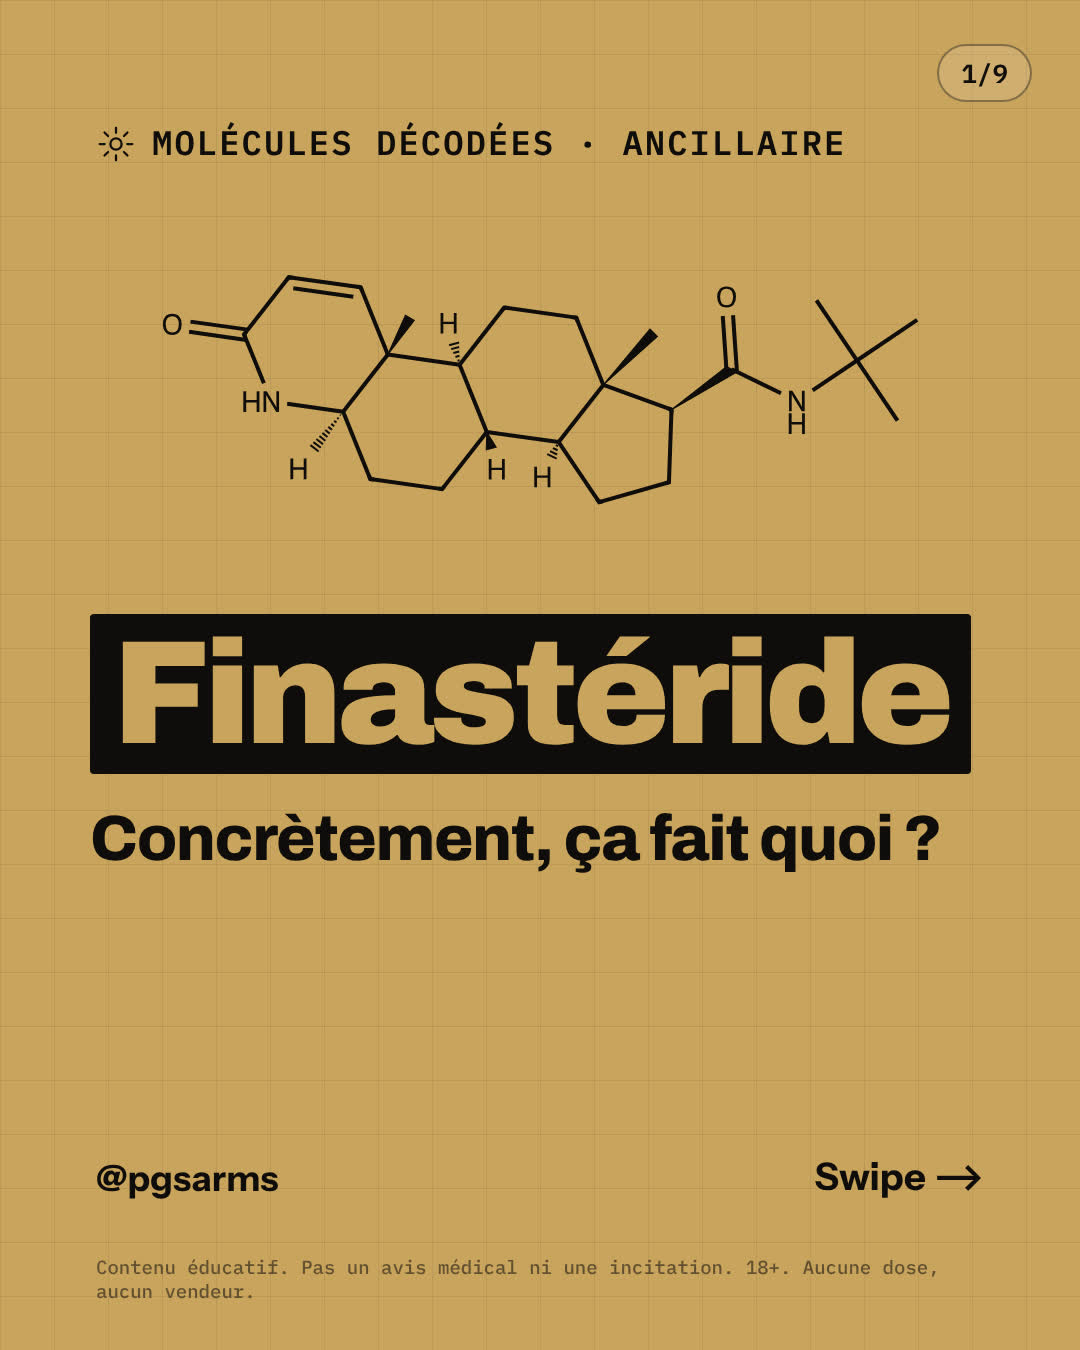 1/9
MOLÉCULES DÉCODÉES · ANCILLAIRE
O
HN
H
H
H
H
O
N
H
Finastéride
Concrètement, ça fait quoi ?
@pgsarms
Swipe →
Contenu éducatif. Pas un avis médical ni une incitation. 18+. Aucune dose,
aucun vendeur.